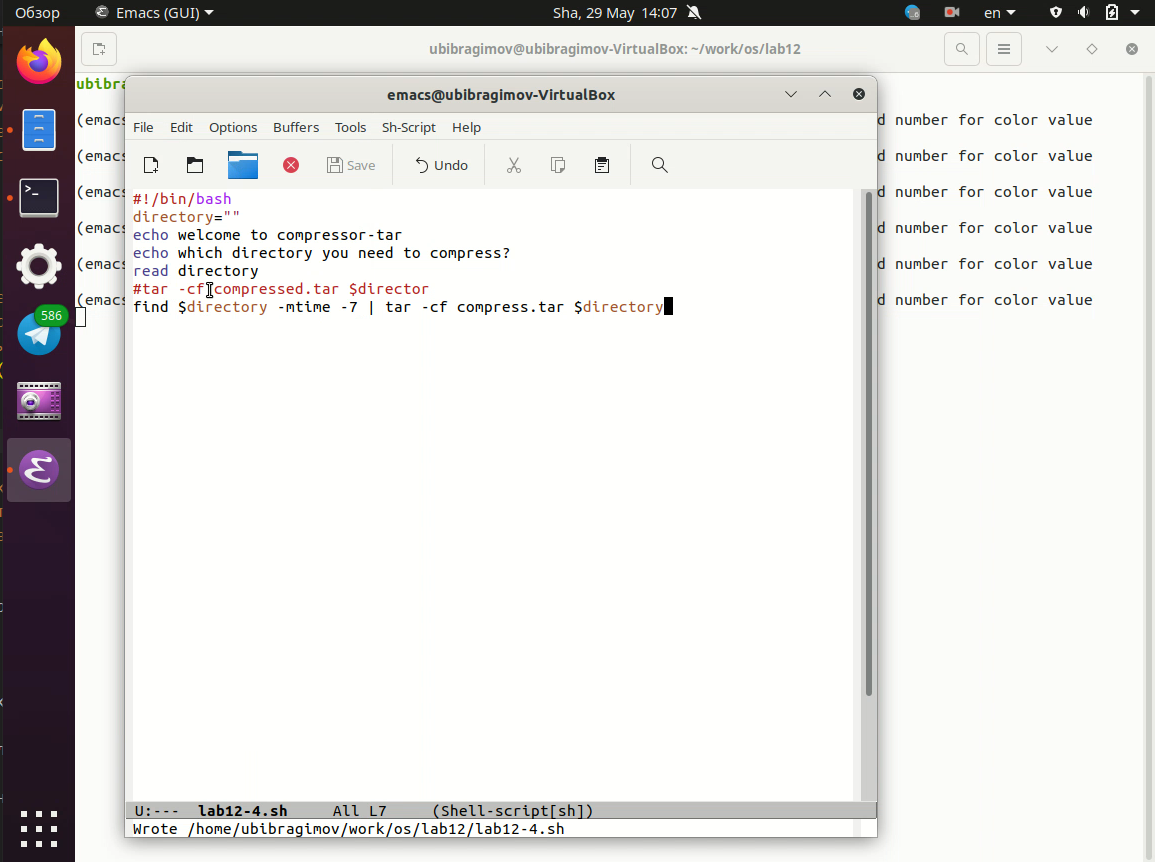 Обзор
Emacs (GUI)
Sha, 29 May 14:07
en
ubibragimov@ubibragimov-VirtualBox: ~/work/os/lab12
ubibra
(emacs
d number for color value
(emacs
d number for color value
(emacs
d number for color value
(emacs
d number for color value
(emacs
d number for color value
(emacs
d number for color value
586
emacs@ubibragimov-VirtualBox
File Edit Options Buffers Tools Sh-Script Help
Save Undo
#!/bin/bash
directory=""
echo welcome to compressor-tar
echo which directory you need to compress?
read directory
#tar -cf compressed.tar $director
find $directory -mtime -7 | tar -cf compress.tar $directory
U:--- lab12-4.sh All L7 (Shell-script[sh])
Wrote /home/ubibragimov/work/os/lab12/lab12-4.sh